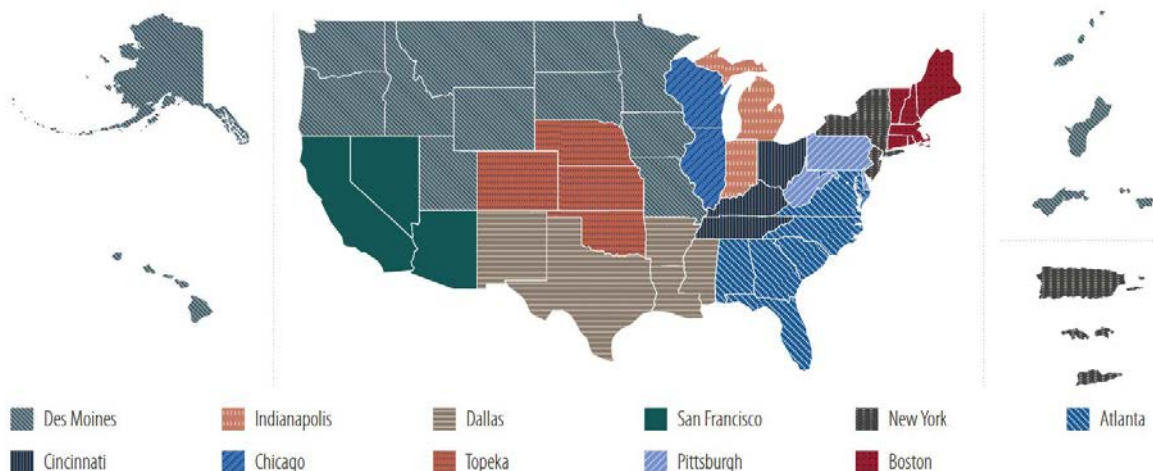 Des Moines Indianapolis Dallas San Francisco New York Atlanta
Cincinnati Chicago Topeka Pittsburgh Boston